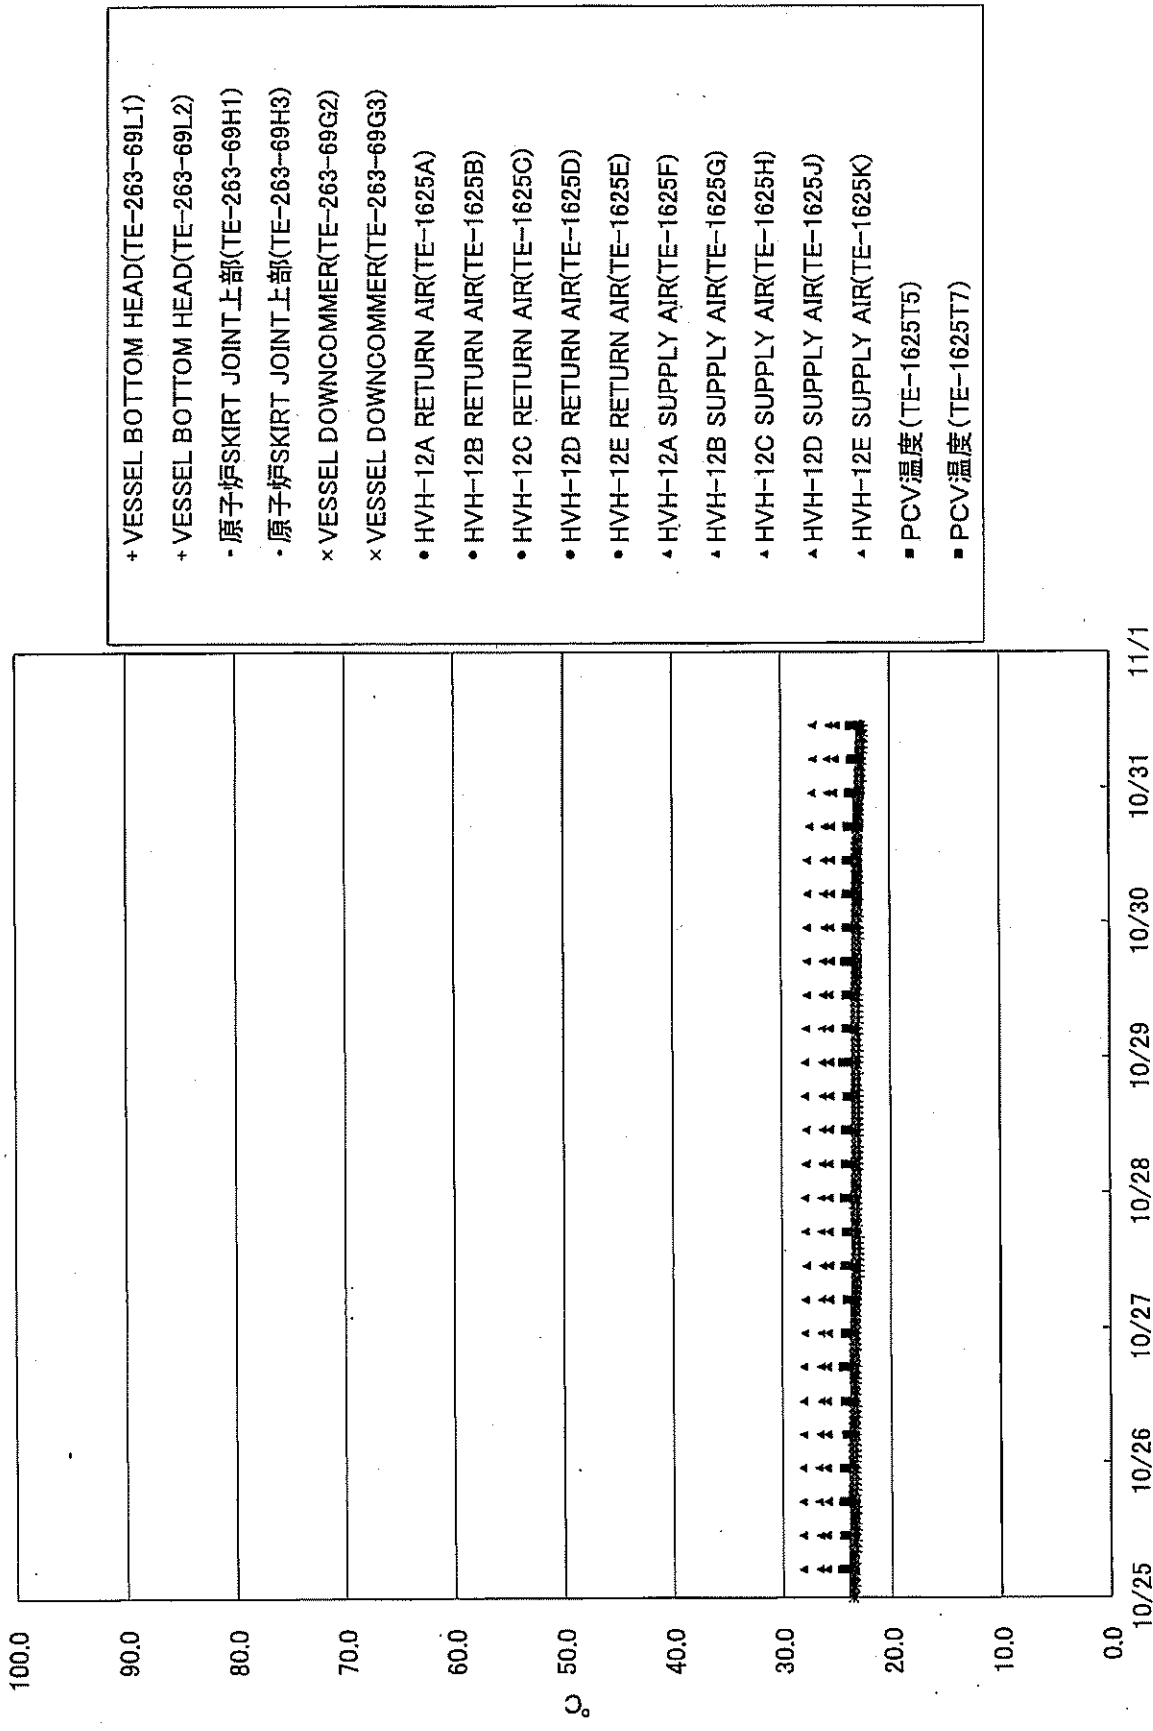 100.0
90.0
80.0
70.0
60.0
50.0
40.0
30.0
20.0
10.0
0.0
℃
10/25
10/26
10/27
10/28
10/29
10/30
10/31
11/1
+ VESSEL BOTTOM HEAD(TE-263-69L1)
+ VESSEL BOTTOM HEAD(TE-263-69L2)
- 原子炉SKIRT JOINT上部(TE-263-69H1)
- 原子炉SKIRT JOINT上部(TE-263-69H3)
× VESSEL DOWNCOMMER(TE-263-69G2)
× VESSEL DOWNCOMMER(TE-263-69G3)
● HVH-12A RETURN AIR(TE-1625A)
● HVH-12B RETURN AIR(TE-1625B)
● HVH-12C RETURN AIR(TE-1625C)
● HVH-12D RETURN AIR(TE-1625D)
● HVH-12E RETURN AIR(TE-1625E)
▲ HVH-12A SUPPLY AIR(TE-1625F)
▲ HVH-12B SUPPLY AIR(TE-1625G)
▲ HVH-12C SUPPLY AIR(TE-1625H)
▲ HVH-12D SUPPLY AIR(TE-1625J)
▲ HVH-12E SUPPLY AIR(TE-1625K)
■ PCV温度(TE-1625T5)
■ PCV温度(TE-1625T7)